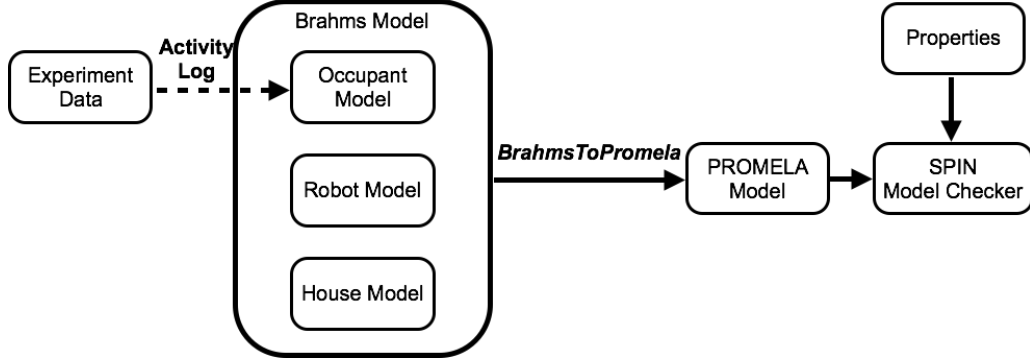 Brahms Model
Experiment
Data
Activity
Log
Occupant
Model
Robot Model
House Model
BrahmsToPromela
PROMELA
Model
Properties
SPIN
Model Checker